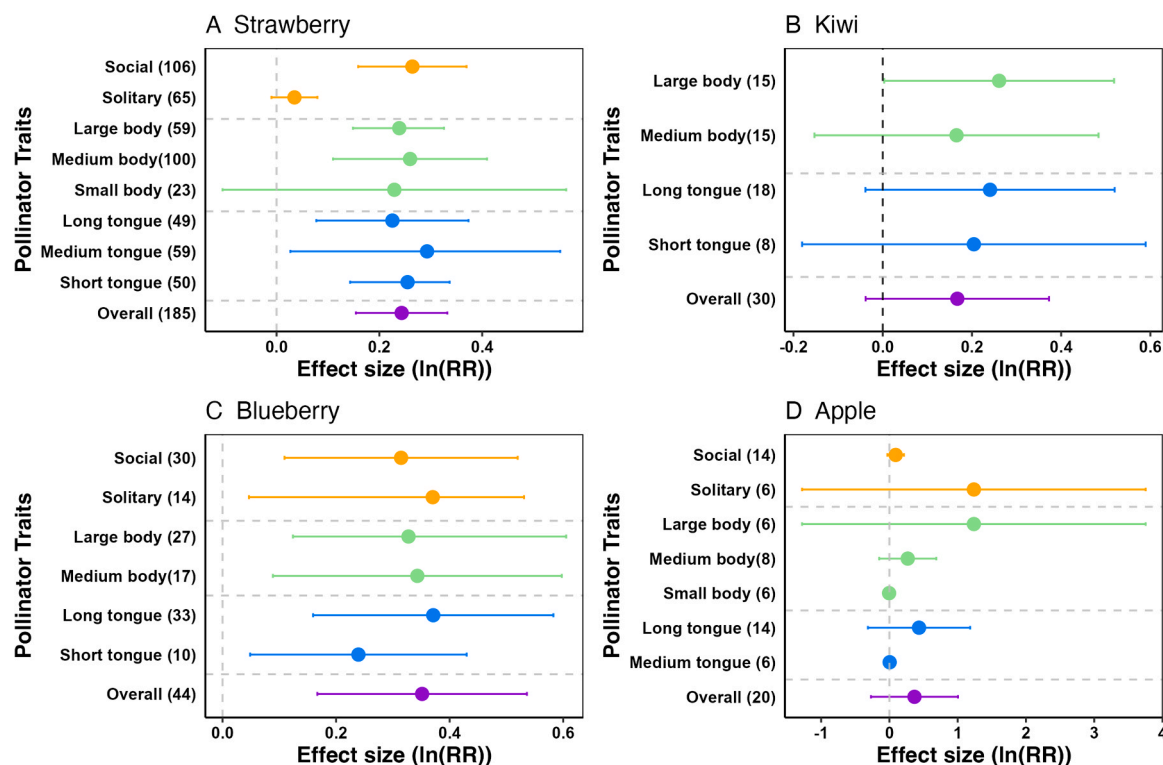 A Strawberry
Pollinator Traits
Social (106)
Solitary (65)
Large body (59)
Medium body(100)
Small body (23)
Long tongue (49)
Medium tongue (59)
Short tongue (50)
Overall (185)
0.0 0.2 0.4
Effect size (ln(RR))
B Kiwi
Pollinator Traits
Large body (15)
Medium body(15)
Long tongue (18)
Short tongue (8)
Overall (30)
-0.2 0.0 0.2 0.4 0.6
Effect size (ln(RR))
C Blueberry
Pollinator Traits
Social (30)
Solitary (14)
Large body (27)
Medium body(17)
Long tongue (33)
Short tongue (10)
Overall (44)
0.0 0.2 0.4 0.6
Effect size (ln(RR))
D Apple
Pollinator Traits
Social (14)
Solitary (6)
Large body (6)
Medium body(8)
Small body (6)
Long tongue (14)
Medium tongue (6)
Overall (20)
-1 0 1 2 3 4
Effect size (ln(RR))